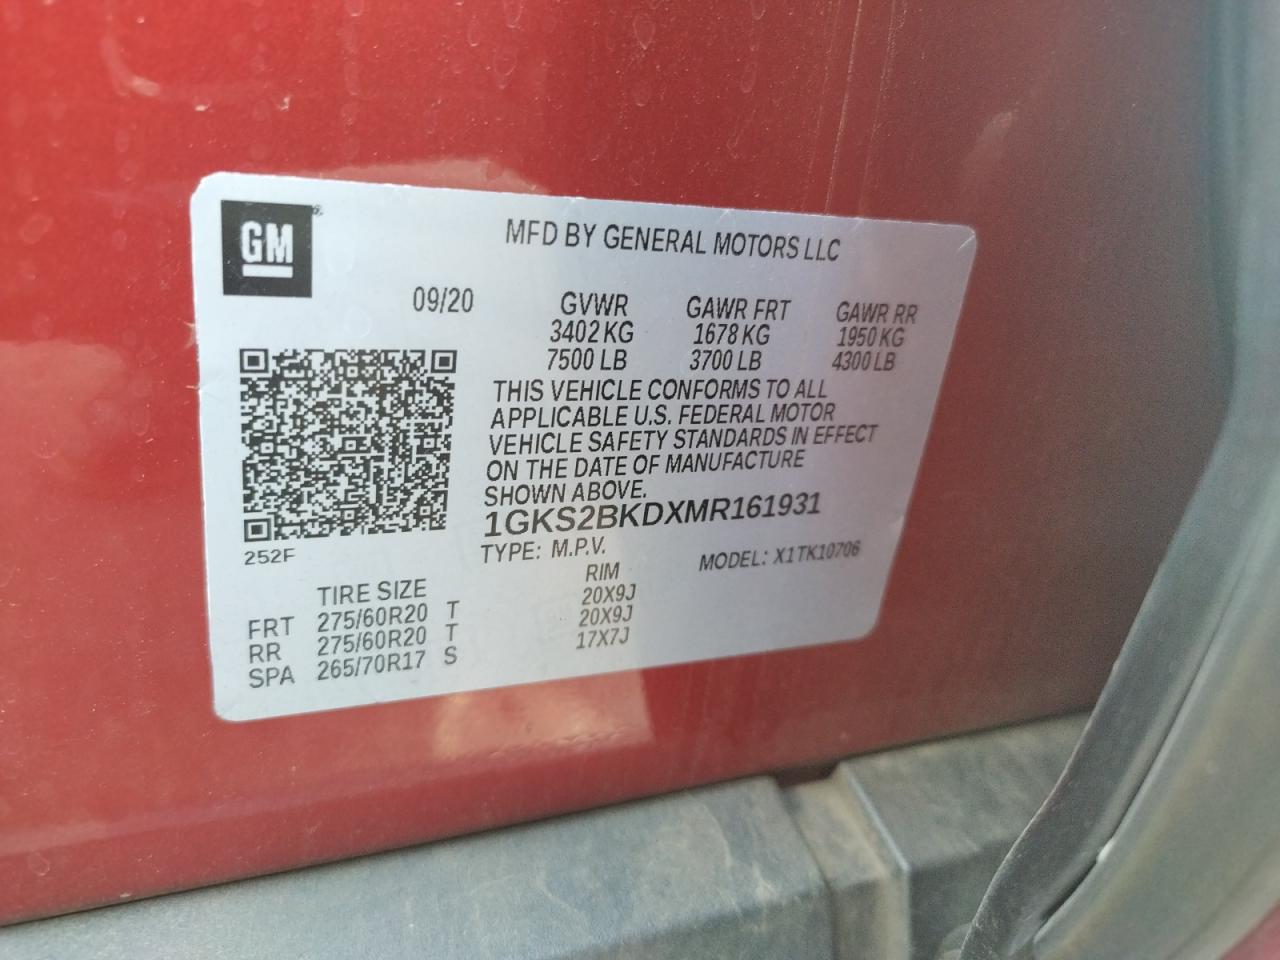 GM
MFD BY GENERAL MOTORS LLC
09/20 GVWR GAWR FRT GAWR RR
3402 KG 1678 KG 1950 KG
7500 LB 3700 LB 4300 LB
THIS VEHICLE CONFORMS TO ALL
APPLICABLE U.S. FEDERAL MOTOR
VEHICLE SAFETY STANDARDS IN EFFECT
ON THE DATE OF MANUFACTURE
SHOWN ABOVE.
1GKS2BKDXMR161931
252F
TYPE: M.P.V. MODEL: X1TK10706
TIRE SIZE RIM
FRT 275/60R20 T 20X9J
RR 275/60R20 T 20X9J
SPA 265/70R17 S 17X7J